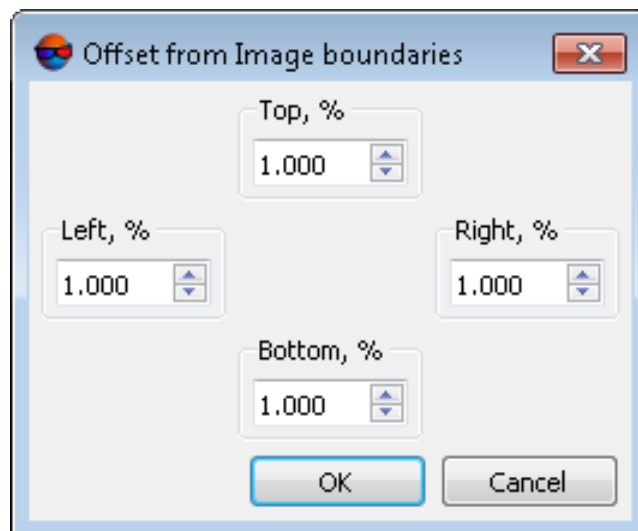 Offset from Image boundaries
Top, %
1.000
Left, %
Right, %
1.000
1.000
Bottom, %
1.000
OK
Cancel